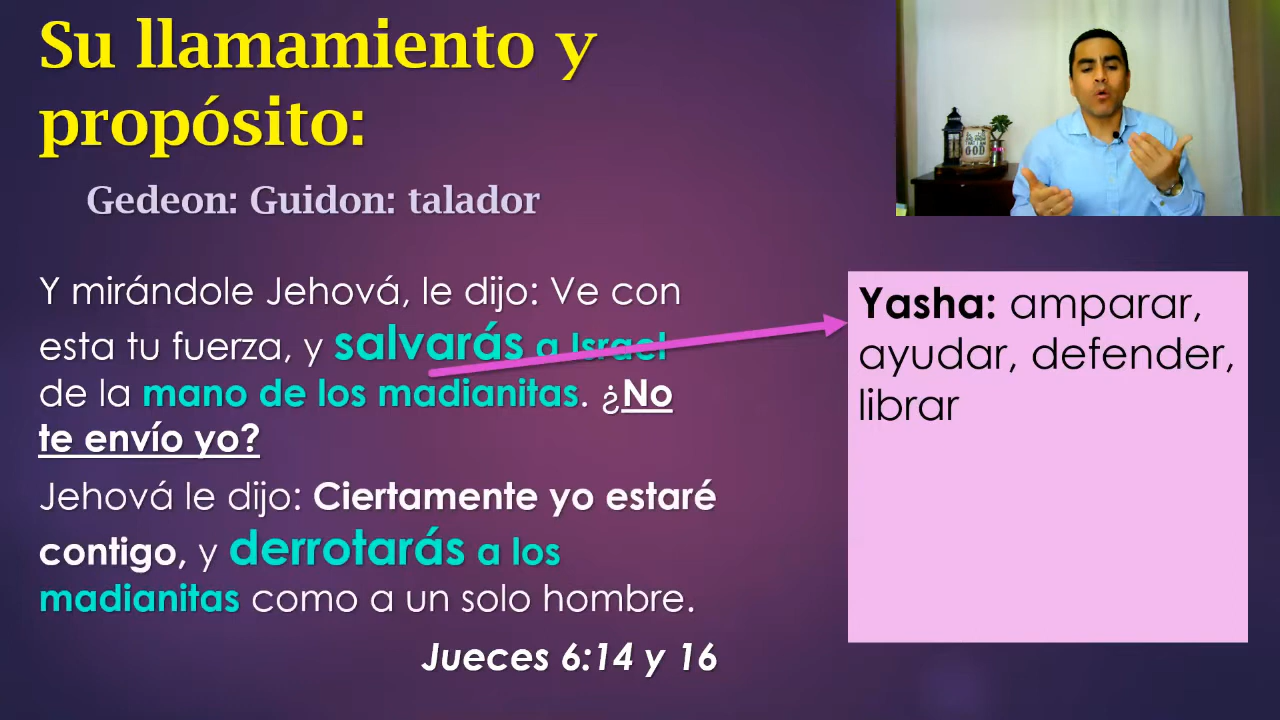 Su llamamiento y
propósito:
Gedeon: Guidon: talador
Y mirándole Jehová, le dijo: Ve con
esta tu fuerza, y salvarás a Israel
de la mano de los madianitas. ¿No
te envío yo?
Jehová le dijo: Ciertamente yo estaré
contigo, y derrotarás a los
madianitas como a un solo hombre.
Jueces 6:14 y 16
Yasha: amparar,
ayudar, defender,
librar
GOD